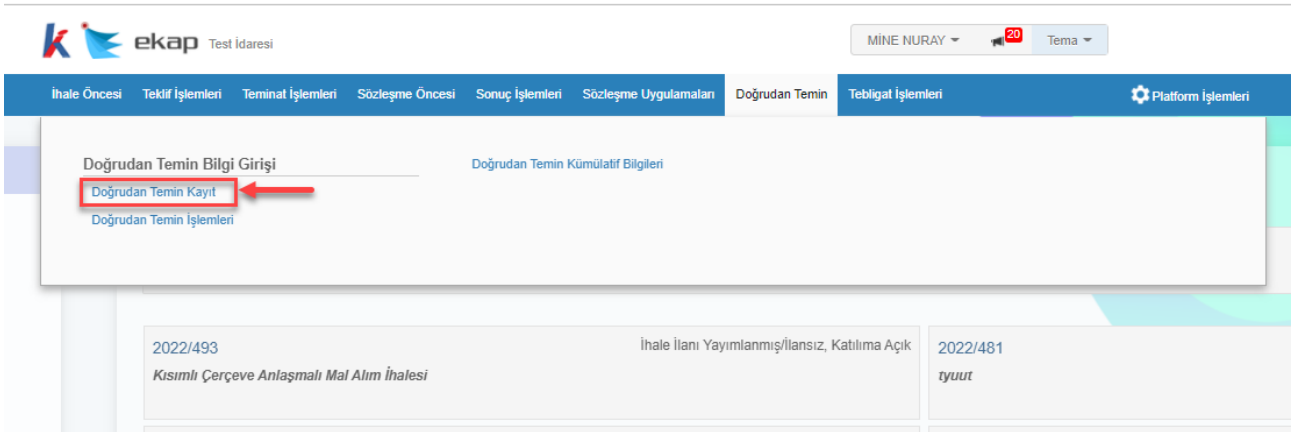 ekap Test İdaresi
MİNE NURAY 20 Tema
İhale Öncesi Teklif İşlemleri Teminat İşlemleri Sözleşme Öncesi Sonuç İşlemleri Sözleşme Uygulamaları Doğrudan Temin Tebligat İşlemleri Platform İşlemleri
Doğrudan Temin Bilgi Girişi Doğrudan Temin Kümülatif Bilgileri
Doğrudan Temin Kayıt
Doğrudan Temin İşlemleri
2022/493 İhale İlanı Yayımlanmış/İlansız, Katılıma Açık 2022/481
Kısımlı Çerçeve Anlaşmalı Mal Alım İhalesi tyuut